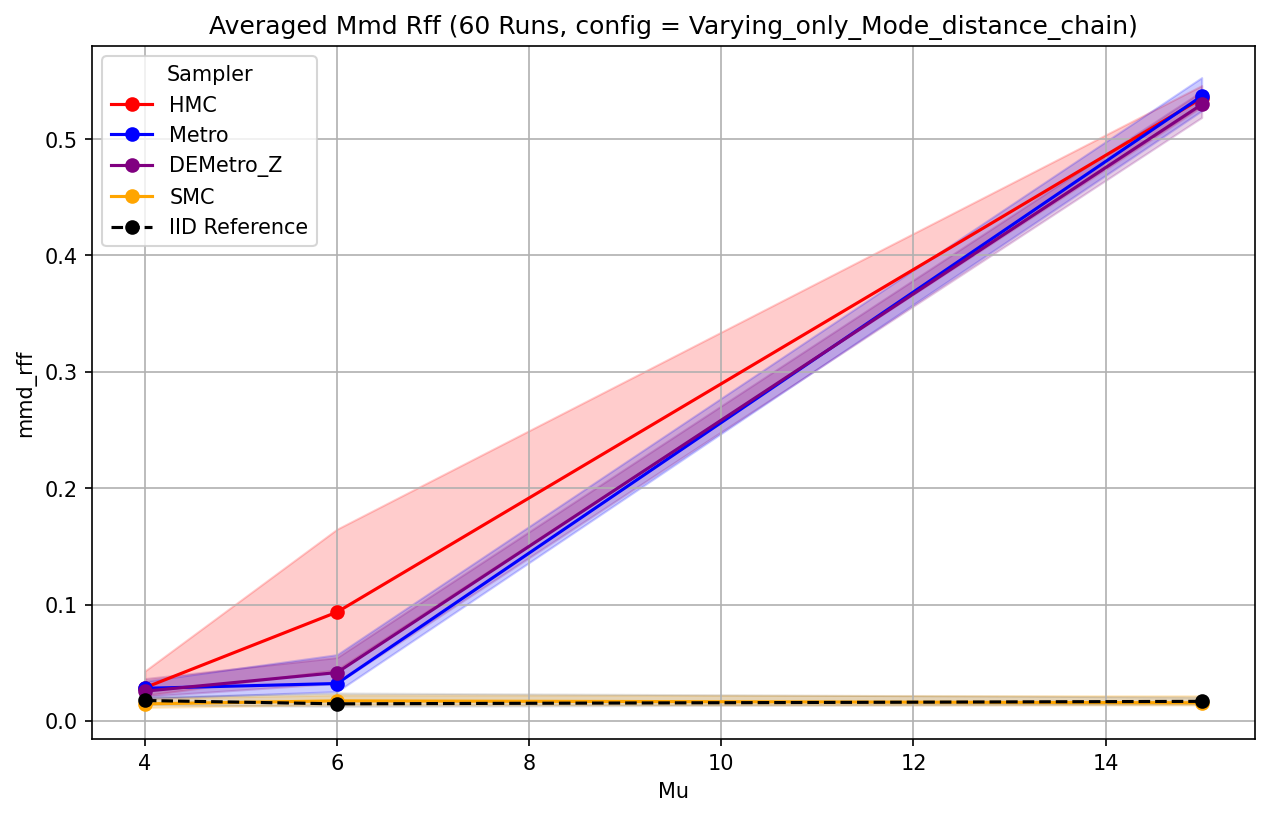 Averaged Mmd Rff (60 Runs, config = Varying_only_Mode_distance_chain)
Sampler
HMC
Metro
DEMetro_Z
SMC
IID Reference
mmd_rff
0.5
0.4
0.3
0.2
0.1
0.0
4 6 8 10 12 14
Mu